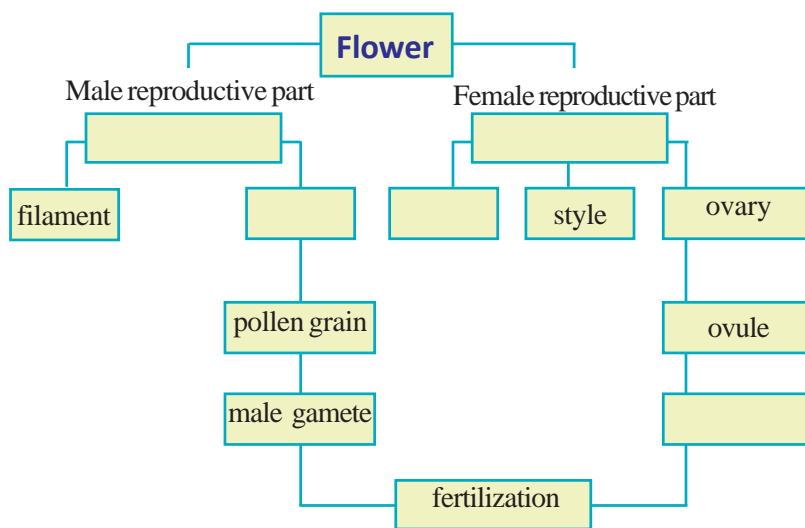 Flower
Male reproductive part
Female reproductive part
filament
style
ovary
pollen grain
ovule
male gamete
fertilization